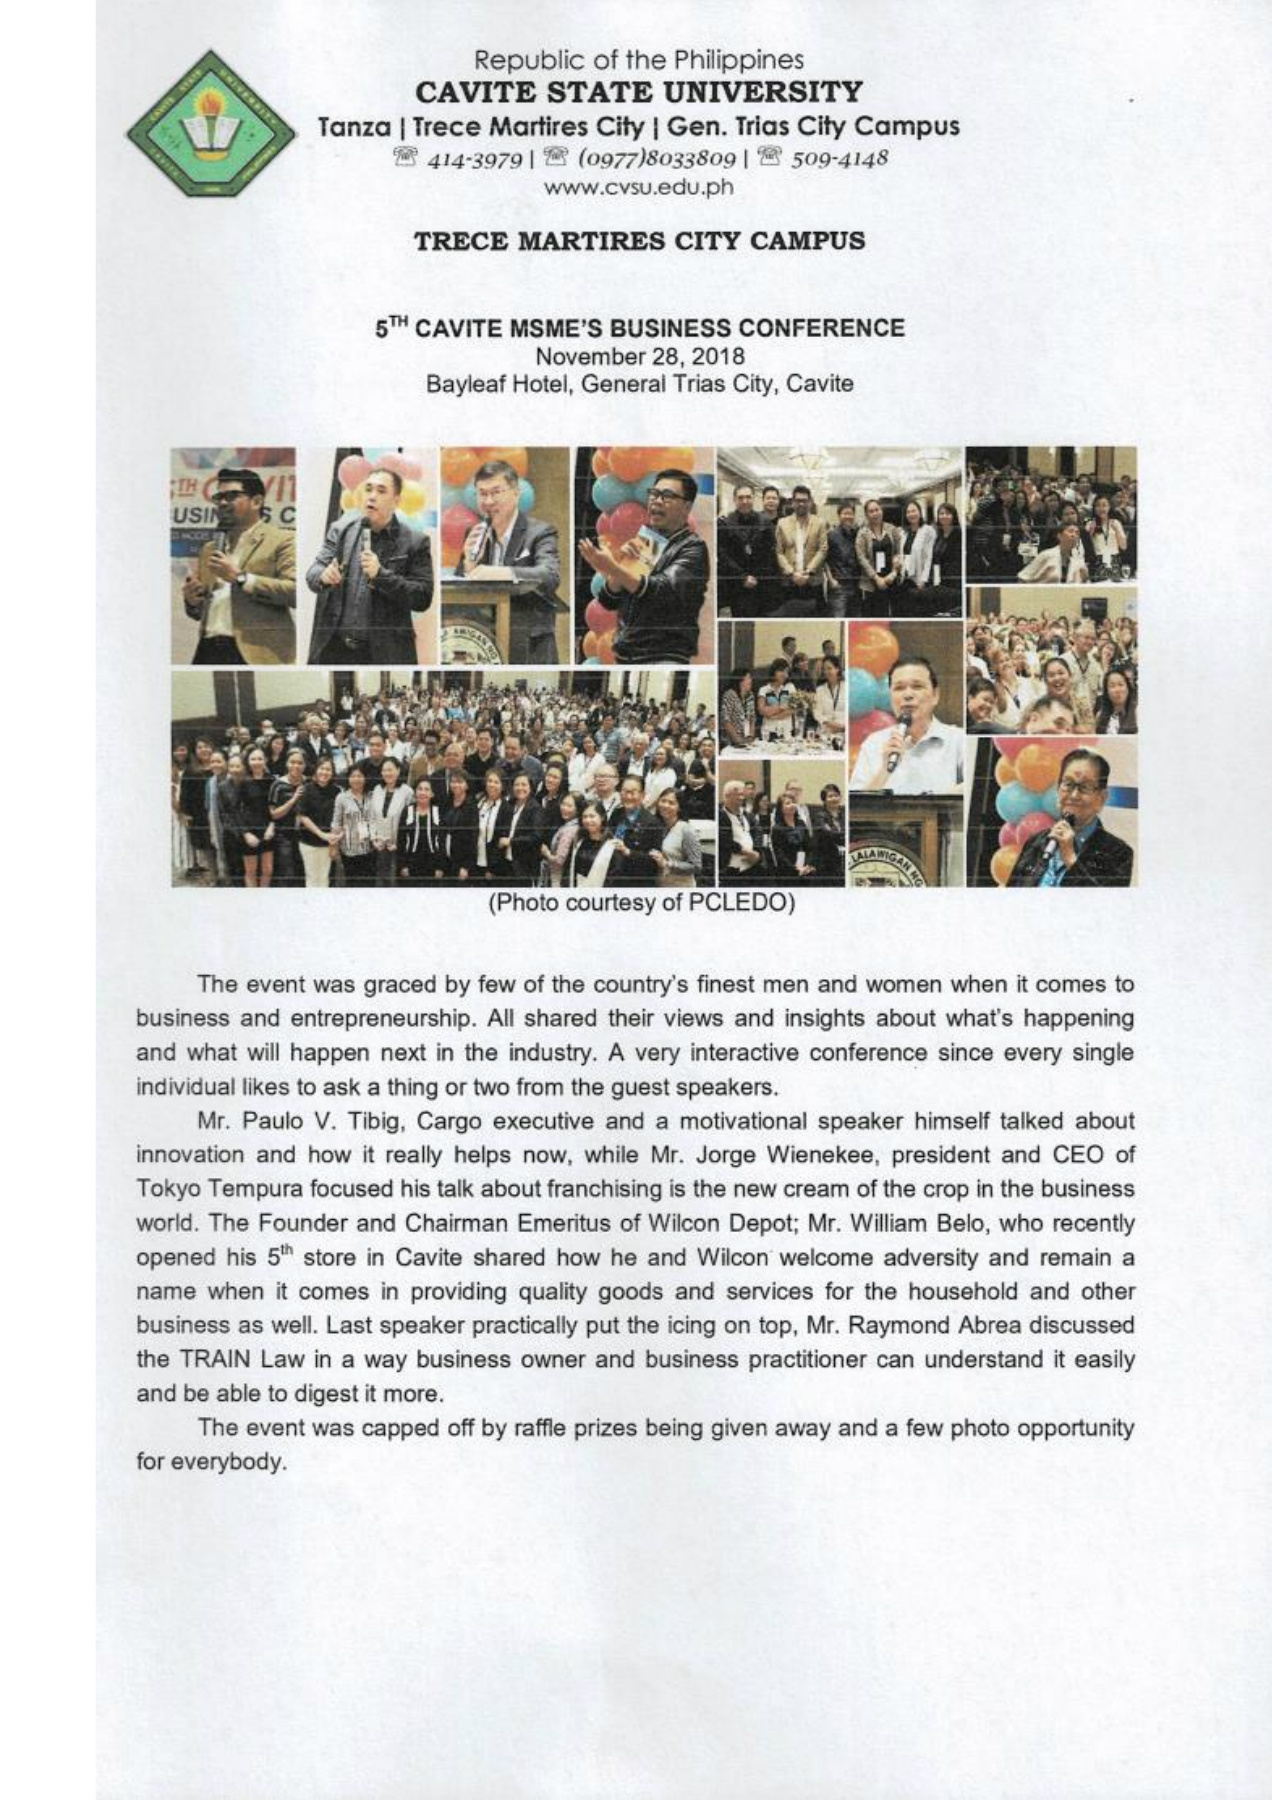 Republic of the Philippines
CAVITE STATE UNIVERSITY
Tanza | Trece Martires City | Gen. Trias City Campus
☏ 414-3979 | ☏ (0977)8033809 | ☏ 509-4148
www.cvsu.edu.ph
TRECE MARTIRES CITY CAMPUS
5TH CAVITE MSME'S BUSINESS CONFERENCE
November 28, 2018
Bayleaf Hotel, General Trias City, Cavite
LALAWIGAN NG
(Photo courtesy of PCLEDO)
The event was graced by few of the country's finest men and women when it comes to
business and entrepreneurship. All shared their views and insights about what's happening
and what will happen next in the industry. A very interactive conference since every single
individual likes to ask a thing or two from the guest speakers.
Mr. Paulo V. Tibig, Cargo executive and a motivational speaker himself talked about
innovation and how it really helps now, while Mr. Jorge Wienekee, president and CEO of
Tokyo Tempura focused his talk about franchising is the new cream of the crop in the business
world. The Founder and Chairman Emeritus of Wilcon Depot; Mr. William Belo, who recently
opened his 5th store in Cavite shared how he and Wilcon welcome adversity and remain a
name when it comes in providing quality goods and services for the household and other
business as well. Last speaker practically put the icing on top, Mr. Raymond Abrea discussed
the TRAIN Law in a way business owner and business practitioner can understand it easily
and be able to digest it more.
The event was capped off by raffle prizes being given away and a few photo opportunity
for everybody.